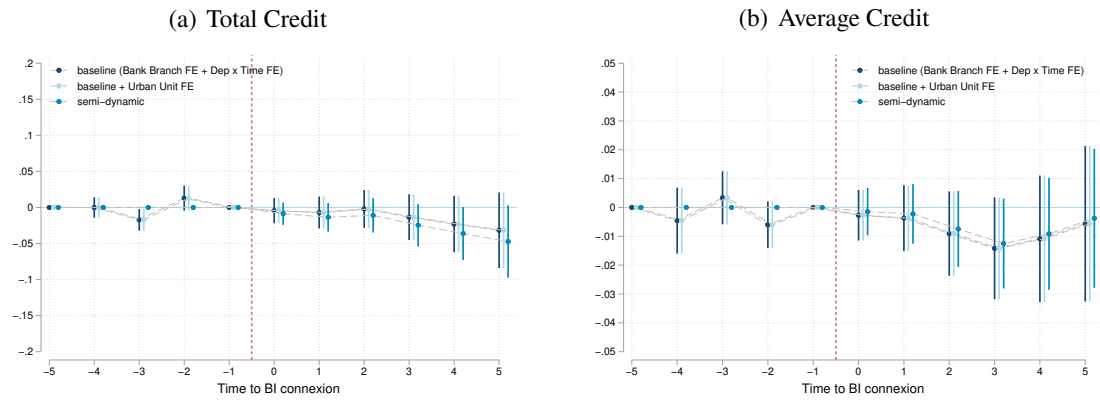 (a) Total Credit
(b) Average Credit
.2
.15
.1
.05
0
-.05
-.1
-.15
-.2
baseline (Bank Branch FE + Dep x Time FE)
baseline + Urban Unit FE
semi-dynamic
-5 -4 -3 -2 -1 0 1 2 3 4 5
Time to BI connexion
.05
.04
.03
.02
.01
0
-.01
-.02
-.03
-.04
-.05
baseline (Bank Branch FE + Dep x Time FE)
baseline + Urban Unit FE
semi-dynamic
-5 -4 -3 -2 -1 0 1 2 3 4 5
Time to BI connexion